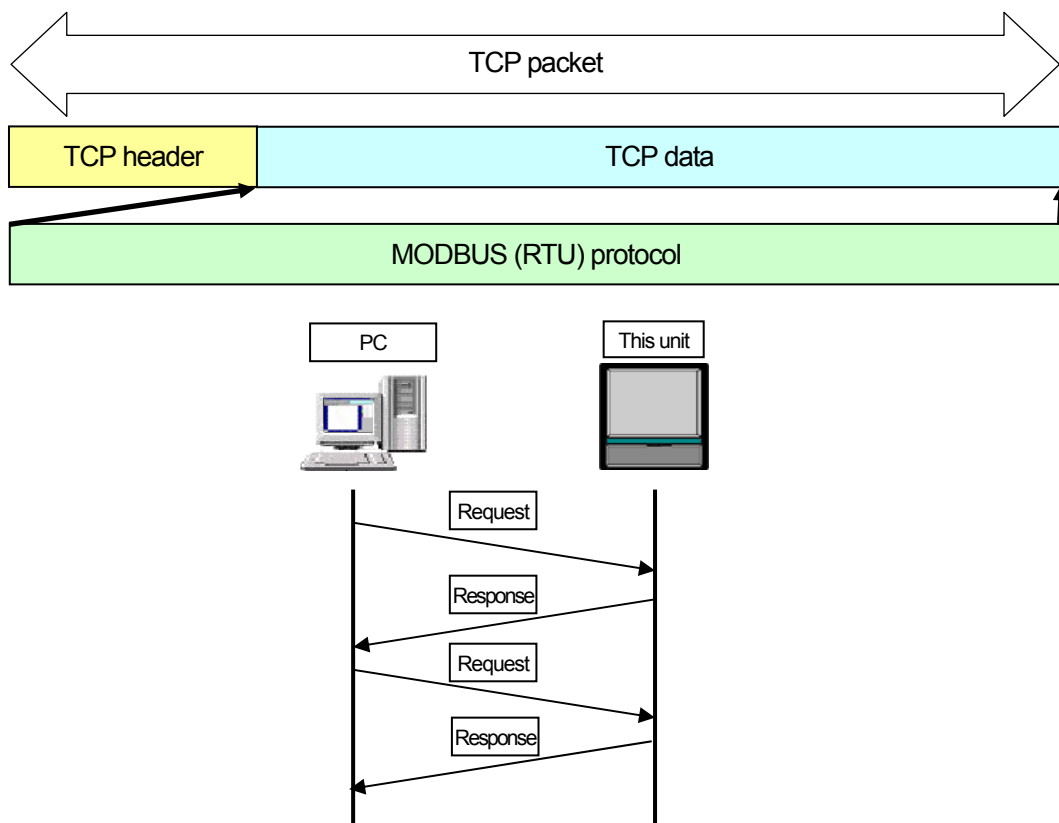 TCP packet
TCP header
TCP data
MODBUS (RTU) protocol
PC
This unit
Request
Response
Request
Response